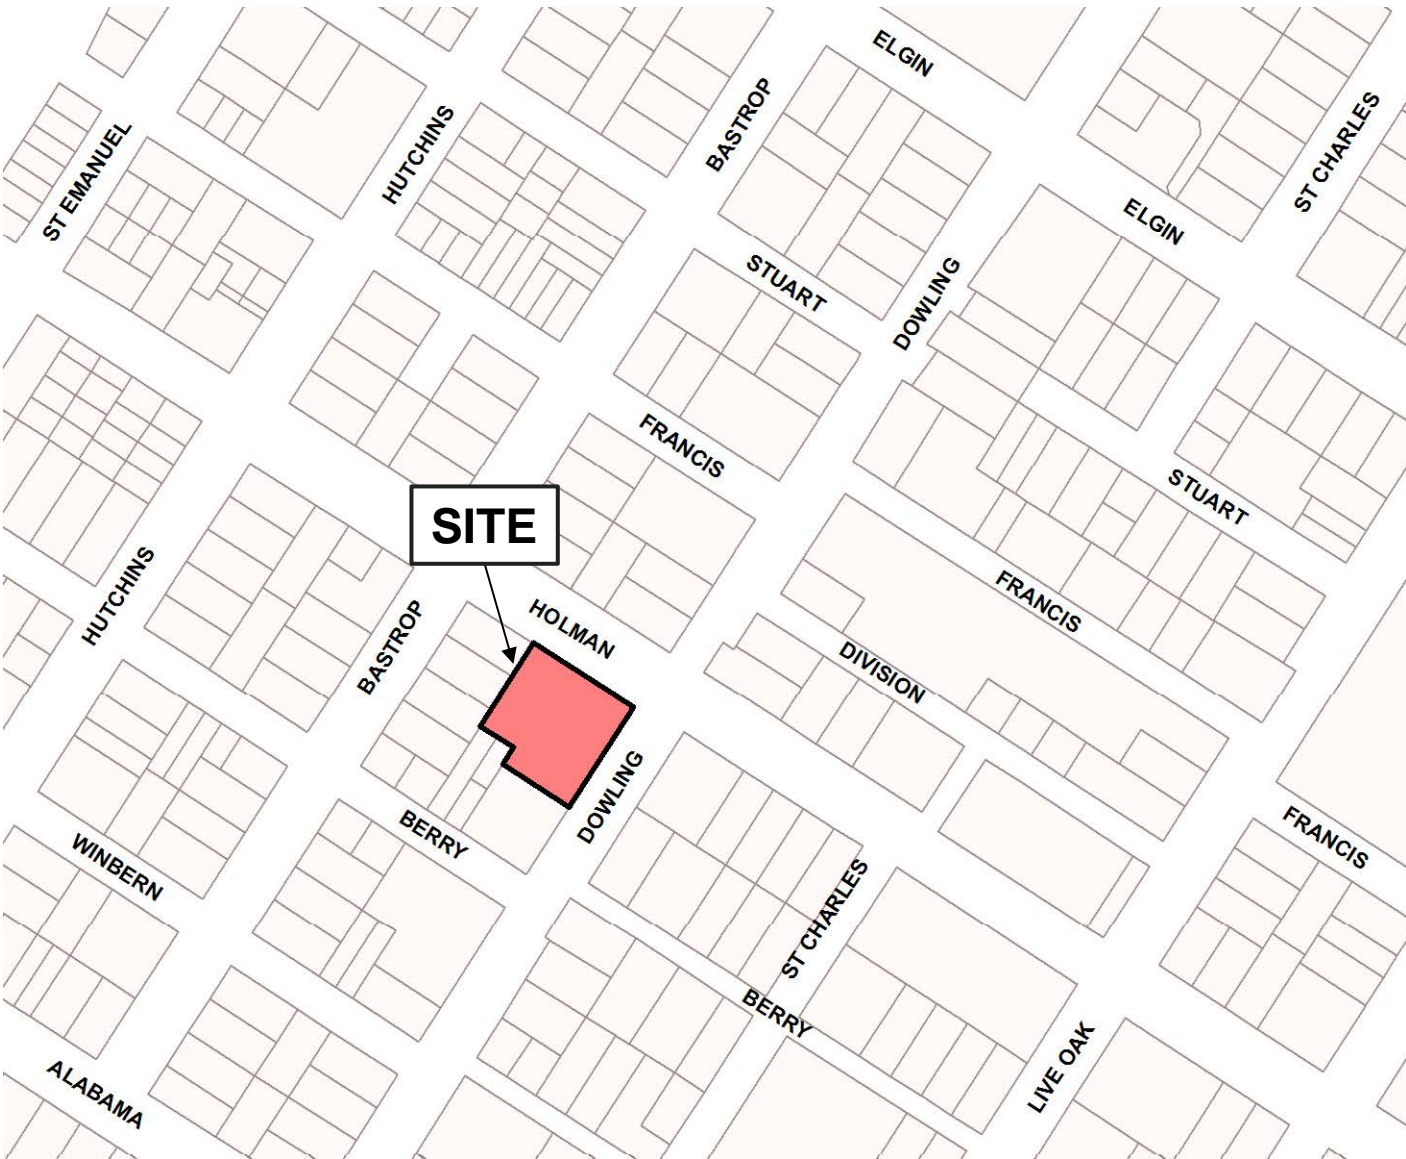 ELGIN
BASTROP
ST CHARLES
ST EMANUEL
HUTCHINS
ELGIN
STUART
DOWLING
FRANCIS
STUART
SITE
HUTCHINS
FRANCIS
HOLMAN
BASTROP
DIVISION
DOWLING
BERRY
FRANCIS
WINBERN
ST CHARLES
BERRY
LIVE OAK
ALABAMA